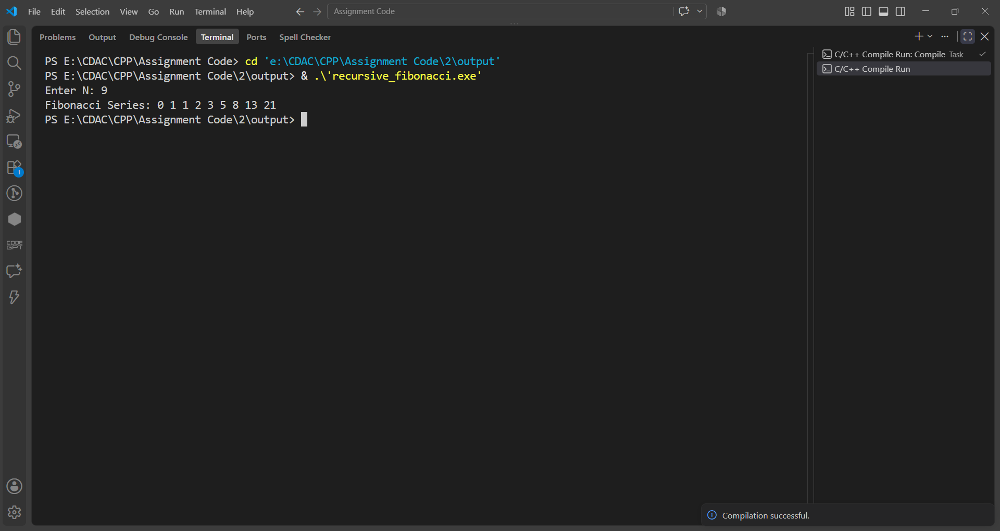 File Edit Selection View Go Run Terminal Help
Assignment Code
Problems Output Debug Console Terminal Ports Spell Checker
PS E:\CDAC\CPP\Assignment Code> cd 'e:\CDAC\CPP\Assignment Code\2\output'
PS E:\CDAC\CPP\Assignment Code\2\output> & .\'recursive_fibonacci.exe'
Enter N: 9
Fibonacci Series: 0 1 1 2 3 5 8 13 21
PS E:\CDAC\CPP\Assignment Code\2\output>
C/C++ Compile Run: Compile Task
C/C++ Compile Run
1
CODE
GPT
Compilation successful.